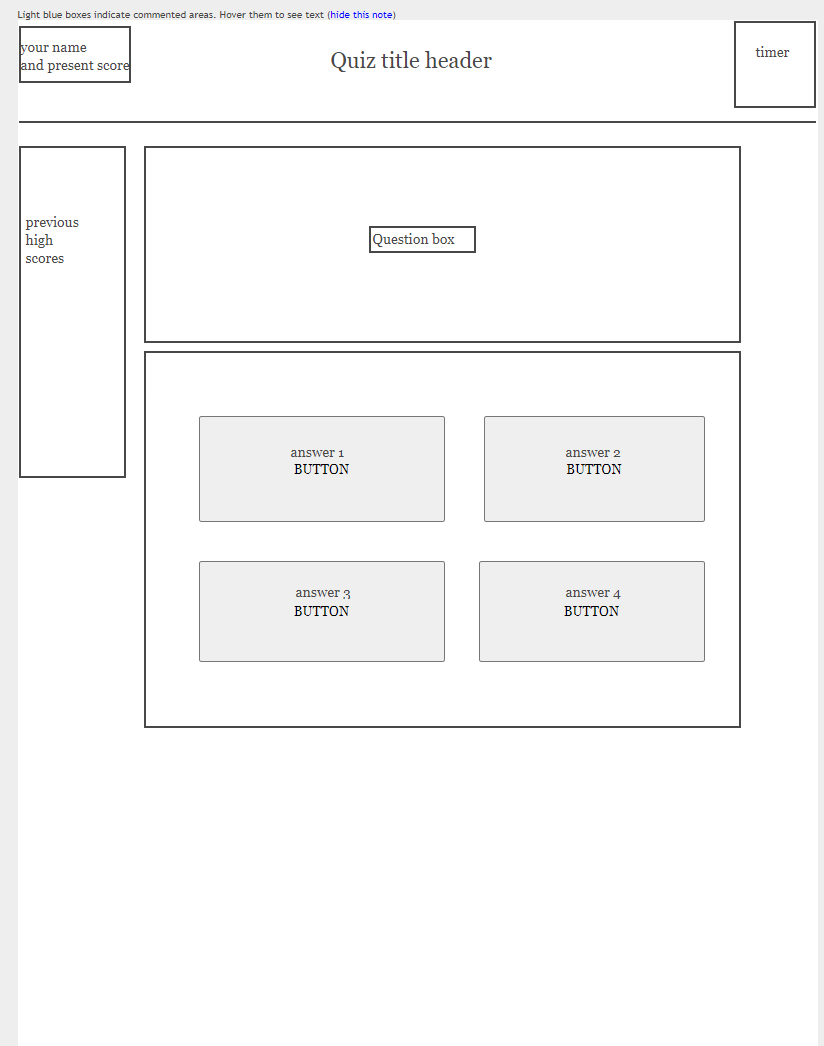 Light blue boxes indicate commented areas. Hover them to see text (hide this note)
your name
and present score
Quiz title header
timer
previous
high
scores
Question box
answer 1
BUTTON
answer 2
BUTTON
answer 3
BUTTON
answer 4
BUTTON